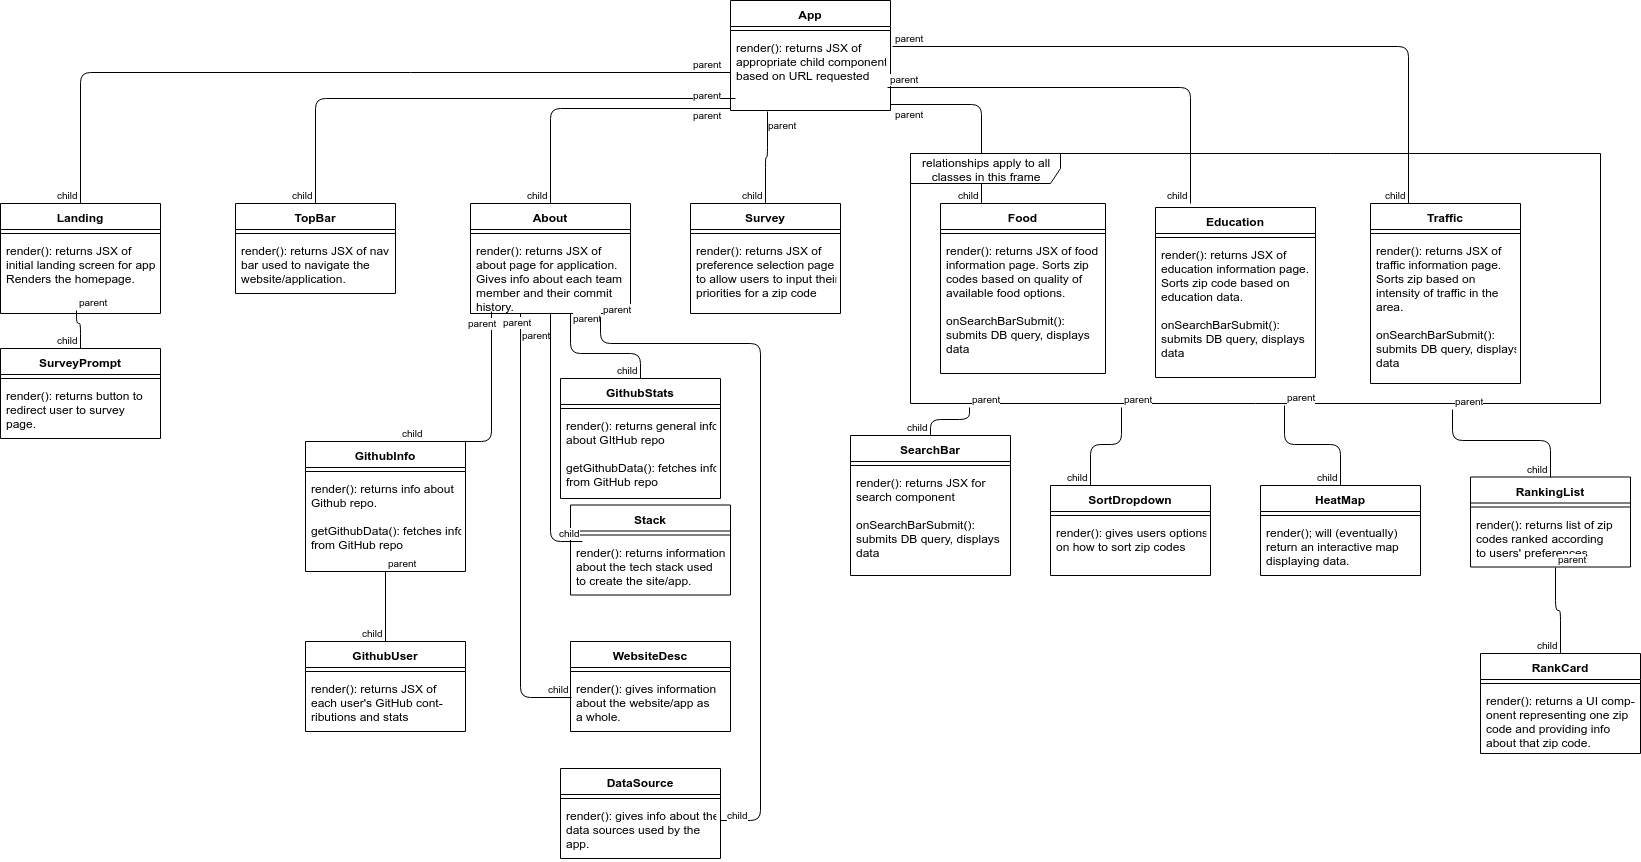 App
render(): returns JSX of
appropriate child component
based on URL requested
parent
parent
parent
parent
parent
parent
parent
parent
relationships apply to all
classes in this frame
child
Landing
render(): returns JSX of
initial landing screen for app
Renders the homepage.
parent
child
SurveyPrompt
render(): returns button to
redirect user to survey
page.
child
TopBar
render(): returns JSX of nav
bar used to navigate the
website/application.
child
About
render(): returns JSX of
about page for application.
Gives info about each team
member and their commit
history.
parent
parent
parent
parent
parent
child
Survey
render(): returns JSX of
preference selection page
to allow users to input their
priorities for a zip code
child
Food
render(): returns JSX of food
information page. Sorts zip
codes based on quality of
available food options.
onSearchBarSubmit():
submits DB query, displays
data
child
Education
render(): returns JSX of
education information page.
Sorts zip code based on
education data.
onSearchBarSubmit():
submits DB query, displays
data
child
Traffic
render(): returns JSX of
traffic information page.
Sorts zip based on
intensity of traffic in the
area.
onSearchBarSubmit():
submits DB query, displays
data
child
GithubStats
render(): returns general info
about GItHub repo
getGithubData(): fetches info
from GitHub repo
child
GithubInfo
render(): returns info about
Github repo.
getGithubData(): fetches info
from GitHub repo
parent
child
GithubUser
render(): returns JSX of
each user's GitHub cont-
ributions and stats
child
Stack
render(): returns information
about the tech stack used
to create the site/app.
child
WebsiteDesc
render(): gives information
about the website/app as
a whole.
child
DataSource
render(): gives info about the
data sources used by the
app.
parent
parent
parent
parent
child
SearchBar
render(): returns JSX for
search component
onSearchBarSubmit():
submits DB query, displays
data
child
SortDropdown
render(): gives users options
on how to sort zip codes
child
HeatMap
render(); will (eventually)
return an interactive map
displaying data.
child
RankingList
render(): returns list of zip
codes ranked according
to users' preferences
parent
child
RankCard
render(): returns a UI comp-
onent representing one zip
code and providing info
about that zip code.